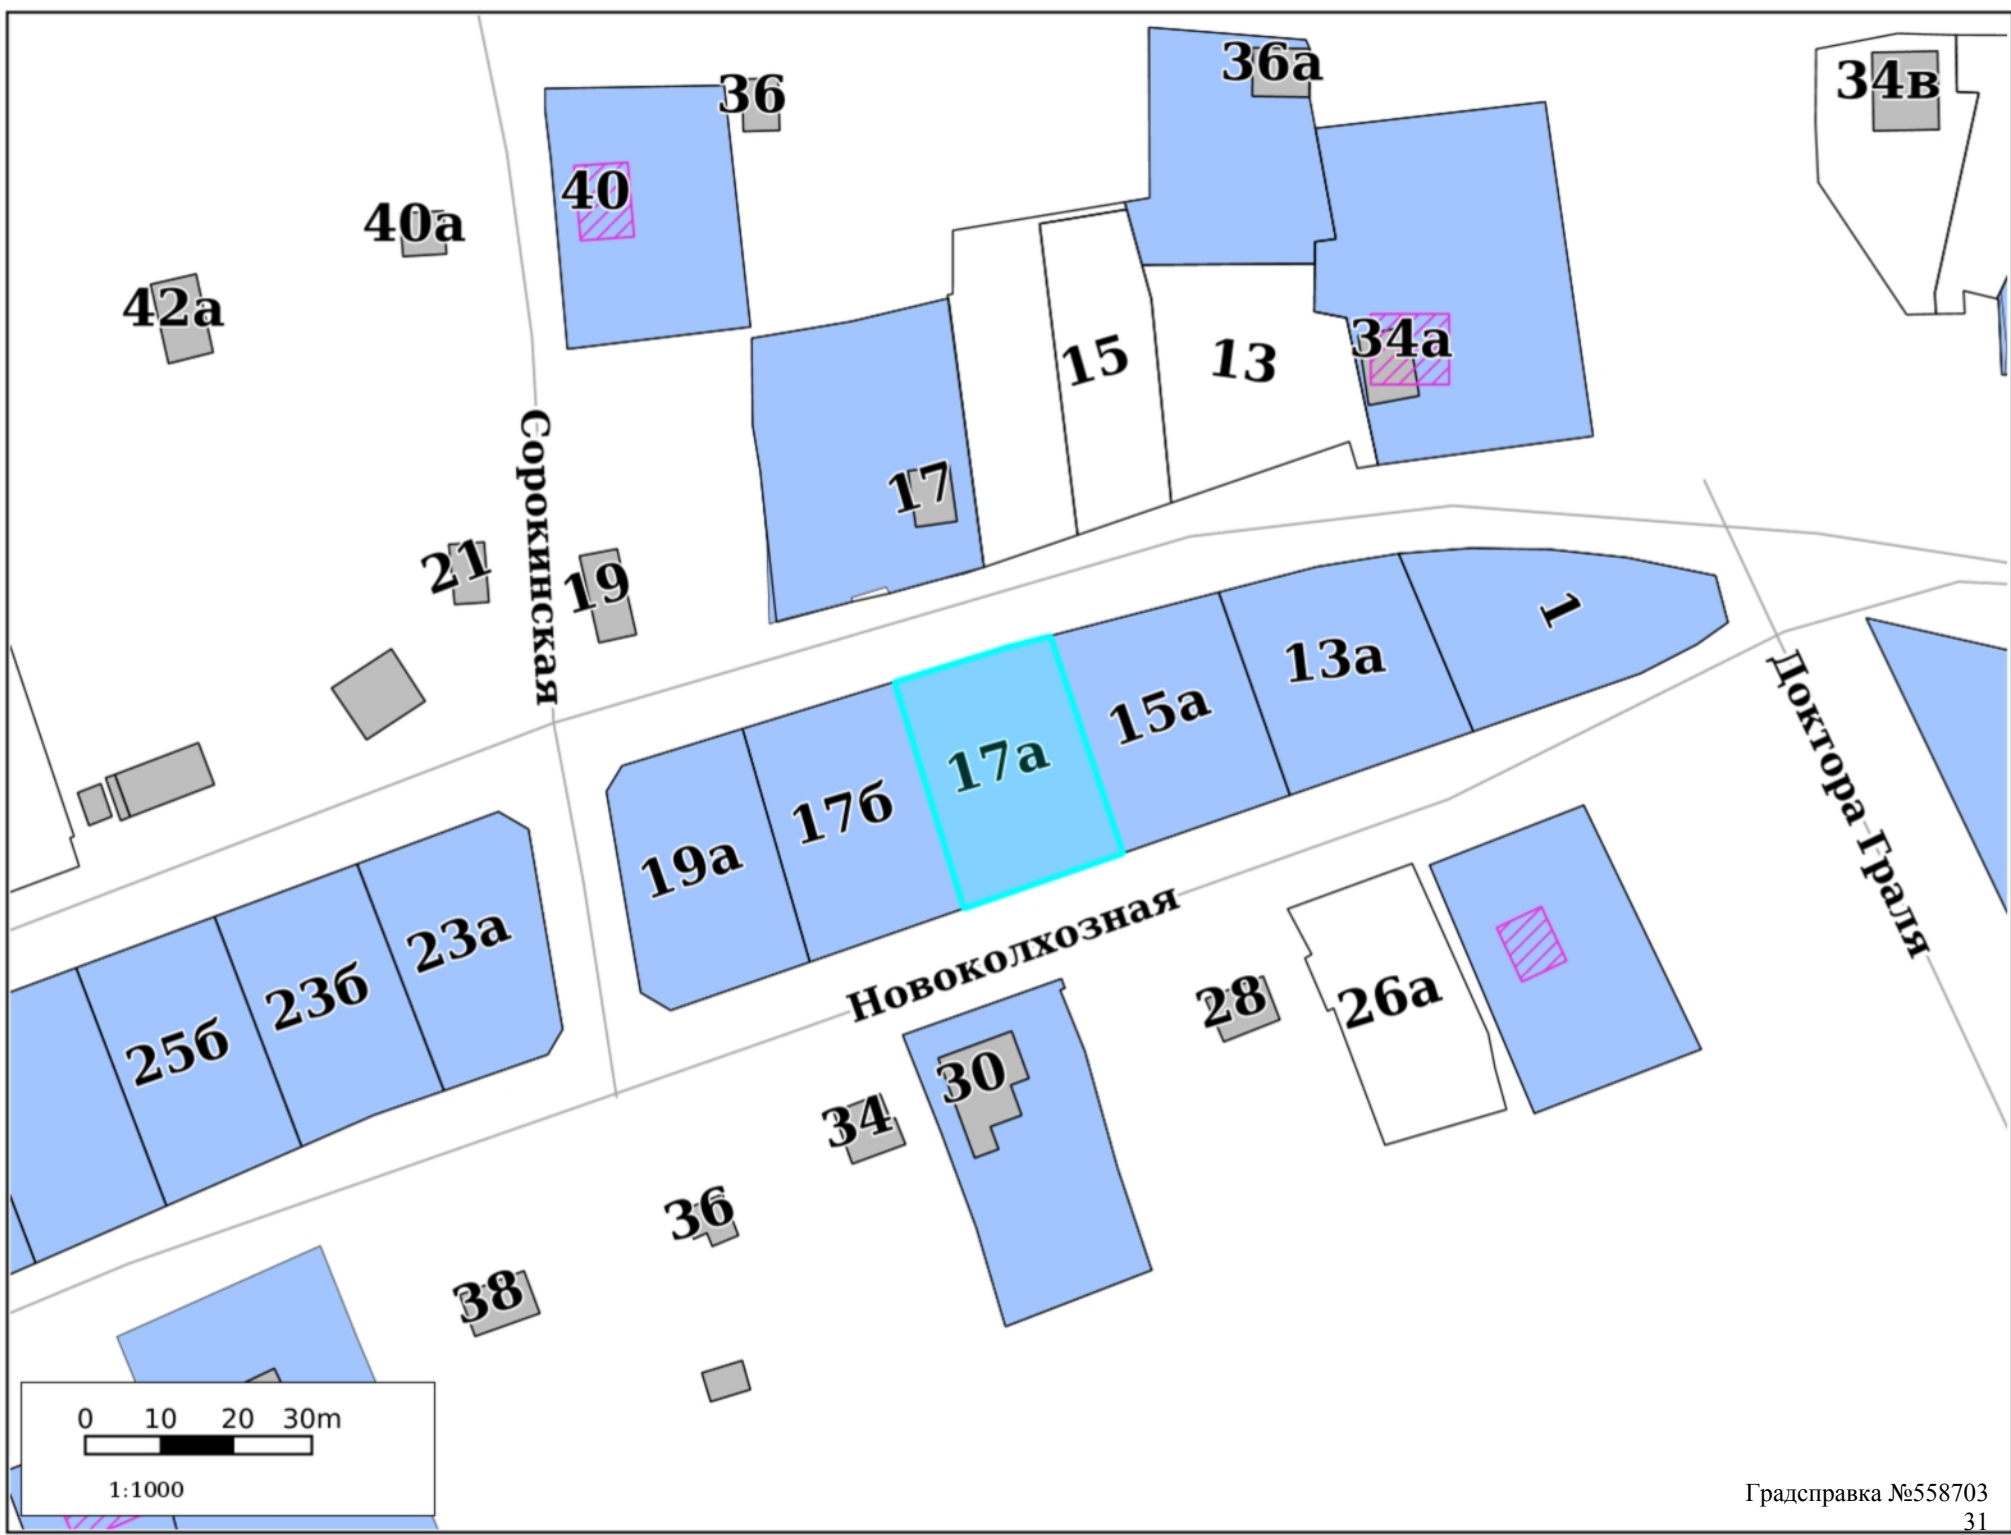 36а
34в
36
40
40а
42а
34а
15
13
17
Сорокинская
21
19
1
13а
15а
17а
17б
19а
Доктора Граля
23а
23б
25б
Новоколхозная
28
26а
30
34
36
38
0 10 20 30m
1:1000
Градсправка №558703
31